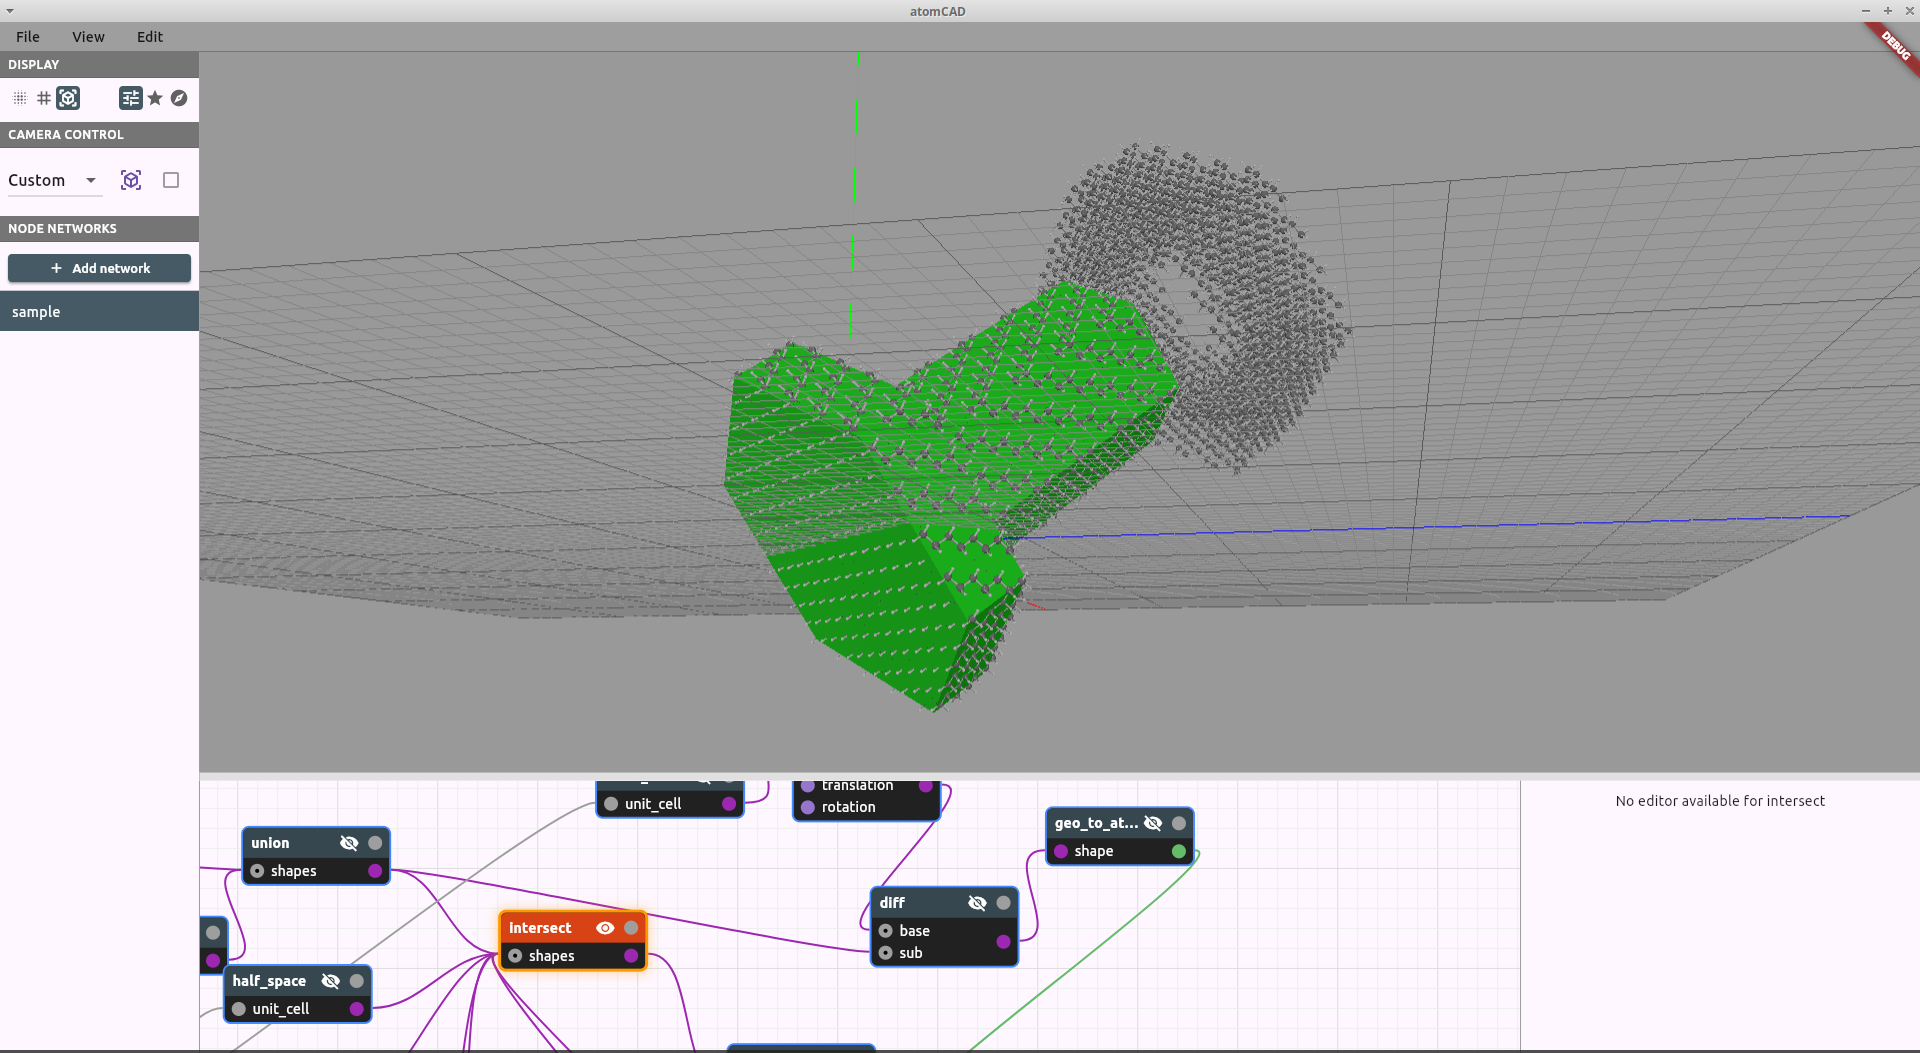 atomCAD
File View Edit
DEBUG
DISPLAY
CAMERA CONTROL
Custom
NODE NETWORKS
+ Add network
sample
unit_cell
translation
rotation
union
shapes
half_space
unit_cell
Intersect
shapes
diff
base
sub
geo_to_at...
shape
No editor available for intersect